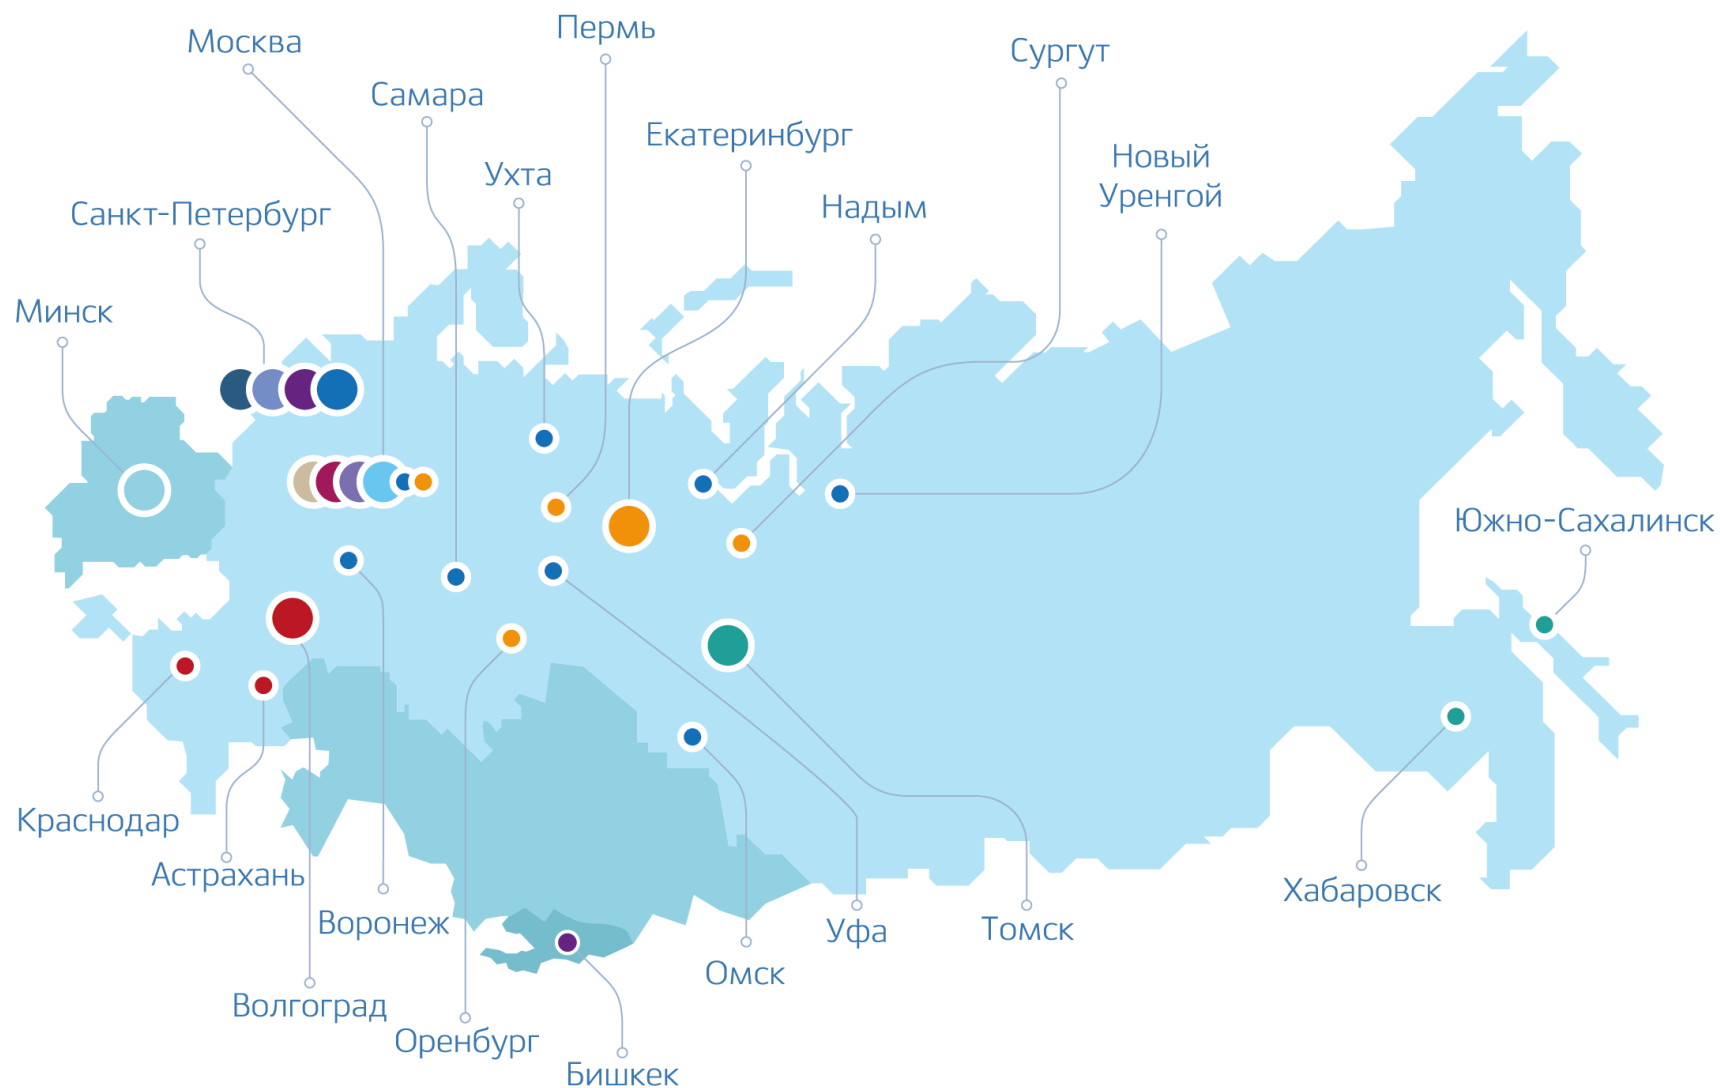 Москва
Пермь
Сургут
Самара
Екатеринбург
Новый
Уренгой
Ухта
Надым
Санкт-Петербург
Минск
Южно-Сахалинск
Краснодар
Астрахань
Хабаровск
Воронеж
Уфа
Томск
Омск
Волгоград
Оренбург
Бишкек